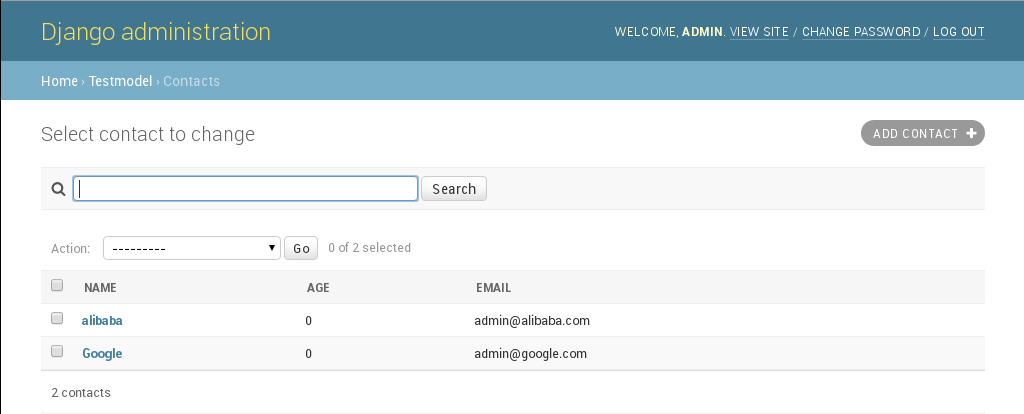 Django administration
WELCOME, ADMIN. VIEW SITE / CHANGE PASSWORD / LOG OUT
Home › Testmodel › Contacts
Select contact to change
ADD CONTACT +
Search
Action: --------- Go 0 of 2 selected
NAME AGE EMAIL
alibaba 0 admin@alibaba.com
Google 0 admin@google.com
2 contacts